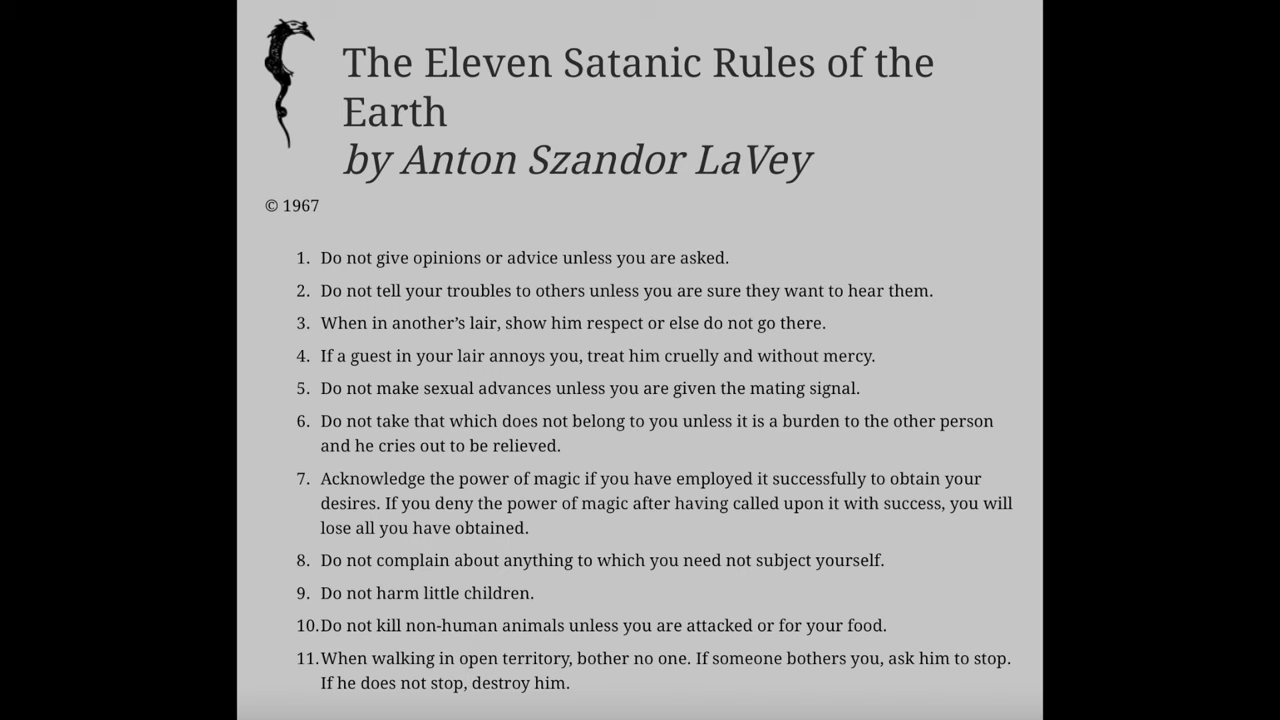 The Eleven Satanic Rules of the
Earth
by Anton Szandor LaVey
© 1967
1. Do not give opinions or advice unless you are asked.
2. Do not tell your troubles to others unless you are sure they want to hear them.
3. When in another’s lair, show him respect or else do not go there.
4. If a guest in your lair annoys you, treat him cruelly and without mercy.
5. Do not make sexual advances unless you are given the mating signal.
6. Do not take that which does not belong to you unless it is a burden to the other person
and he cries out to be relieved.
7. Acknowledge the power of magic if you have employed it successfully to obtain your
desires. If you deny the power of magic after having called upon it with success, you will
lose all you have obtained.
8. Do not complain about anything to which you need not subject yourself.
9. Do not harm little children.
10. Do not kill non-human animals unless you are attacked or for your food.
11. When walking in open territory, bother no one. If someone bothers you, ask him to stop.
If he does not stop, destroy him.